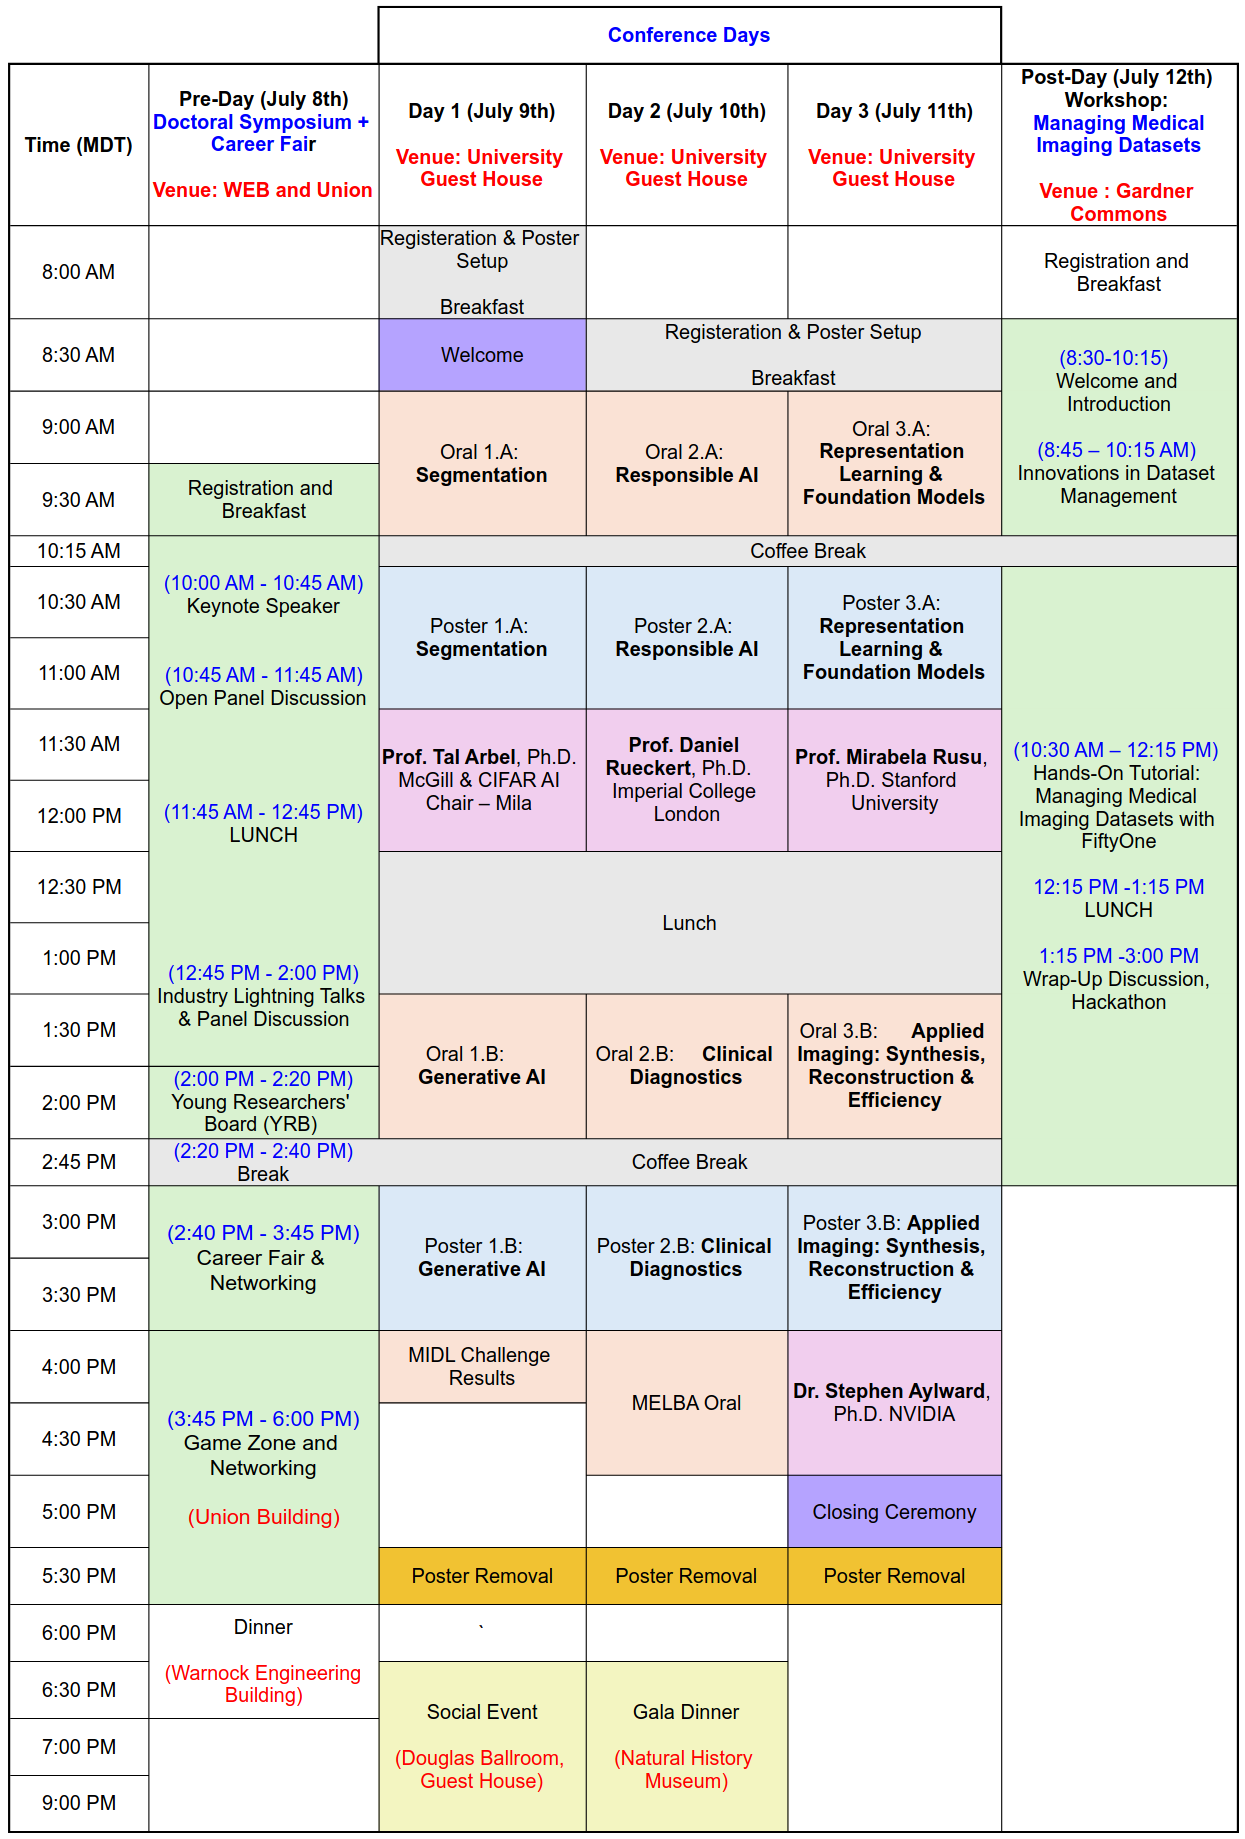 Conference Days
Time (MDT)
Pre-Day (July 8th)
Doctoral Symposium +
Career Fair
Venue: WEB and Union
Day 1 (July 9th)
Venue: University
Guest House
Day 2 (July 10th)
Venue: University
Guest House
Day 3 (July 11th)
Venue: University
Guest House
Post-Day (July 12th)
Workshop:
Managing Medical
Imaging Datasets
Venue : Gardner
Commons
8:00 AM
Registeration & Poster
Setup
Breakfast
Registration and
Breakfast
8:30 AM
Welcome
Registeration & Poster Setup
Breakfast
(8:30-10:15)
Welcome and
Introduction
(8:45 – 10:15 AM)
Innovations in Dataset
Management
9:00 AM
Oral 1.A:
Segmentation
Oral 2.A:
Responsible AI
Oral 3.A:
Representation
Learning &
Foundation Models
9:30 AM
Registration and
Breakfast
10:15 AM
(10:00 AM - 10:45 AM)
Keynote Speaker
(10:45 AM - 11:45 AM)
Open Panel Discussion
(11:45 AM - 12:45 PM)
LUNCH
(12:45 PM - 2:00 PM)
Industry Lightning Talks
& Panel Discussion
Coffee Break
10:30 AM
Poster 1.A:
Segmentation
Poster 2.A:
Responsible AI
Poster 3.A:
Representation
Learning &
Foundation Models
(10:30 AM – 12:15 PM)
Hands-On Tutorial:
Managing Medical
Imaging Datasets with
FiftyOne
12:15 PM -1:15 PM
LUNCH
1:15 PM -3:00 PM
Wrap-Up Discussion,
Hackathon
11:00 AM
11:30 AM
Prof. Tal Arbel, Ph.D.
McGill & CIFAR AI
Chair – Mila
Prof. Daniel
Rueckert, Ph.D.
Imperial College
London
Prof. Mirabela Rusu,
Ph.D. Stanford
University
12:00 PM
12:30 PM
Lunch
1:00 PM
1:30 PM
Oral 1.B:
Generative AI
Oral 2.B: Clinical
Diagnostics
Oral 3.B: Applied
Imaging: Synthesis,
Reconstruction &
Efficiency
2:00 PM
(2:00 PM - 2:20 PM)
Young Researchers'
Board (YRB)
2:45 PM
(2:20 PM - 2:40 PM)
Break
Coffee Break
3:00 PM
(2:40 PM - 3:45 PM)
Career Fair &
Networking
Poster 1.B:
Generative AI
Poster 2.B: Clinical
Diagnostics
Poster 3.B: Applied
Imaging: Synthesis,
Reconstruction &
Efficiency
3:30 PM
4:00 PM
(3:45 PM - 6:00 PM)
Game Zone and
Networking
(Union Building)
MIDL Challenge
Results
MELBA Oral
Dr. Stephen Aylward,
Ph.D. NVIDIA
4:30 PM
5:00 PM
Closing Ceremony
5:30 PM
Poster Removal
Poster Removal
Poster Removal
6:00 PM
Dinner
(Warnock Engineering
Building)
`
6:30 PM
Social Event
(Douglas Ballroom,
Guest House)
Gala Dinner
(Natural History
Museum)
7:00 PM
9:00 PM